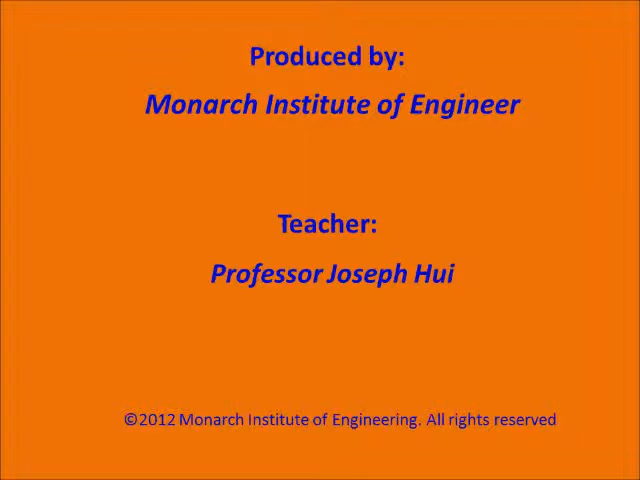 Produced by:
Monarch Institute of Engineer
Teacher:
Professor Joseph Hui
©2012 Monarch Institute of Engineering. All rights reserved